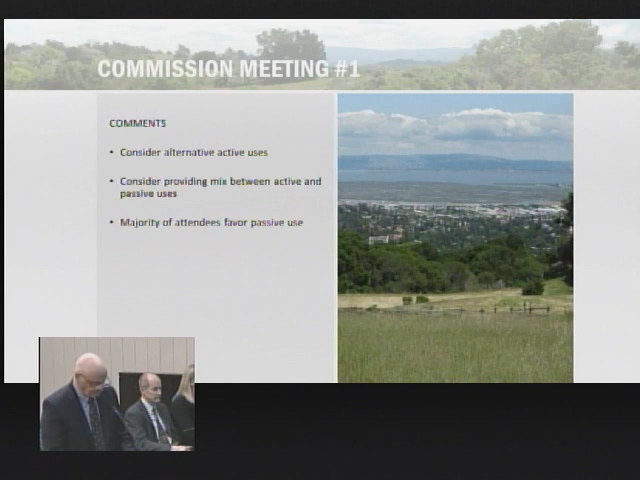 COMMISSION MEETING #1
COMMENTS
• Consider alternative active uses
• Consider providing mix between active and
passive uses
• Majority of attendees favor passive use